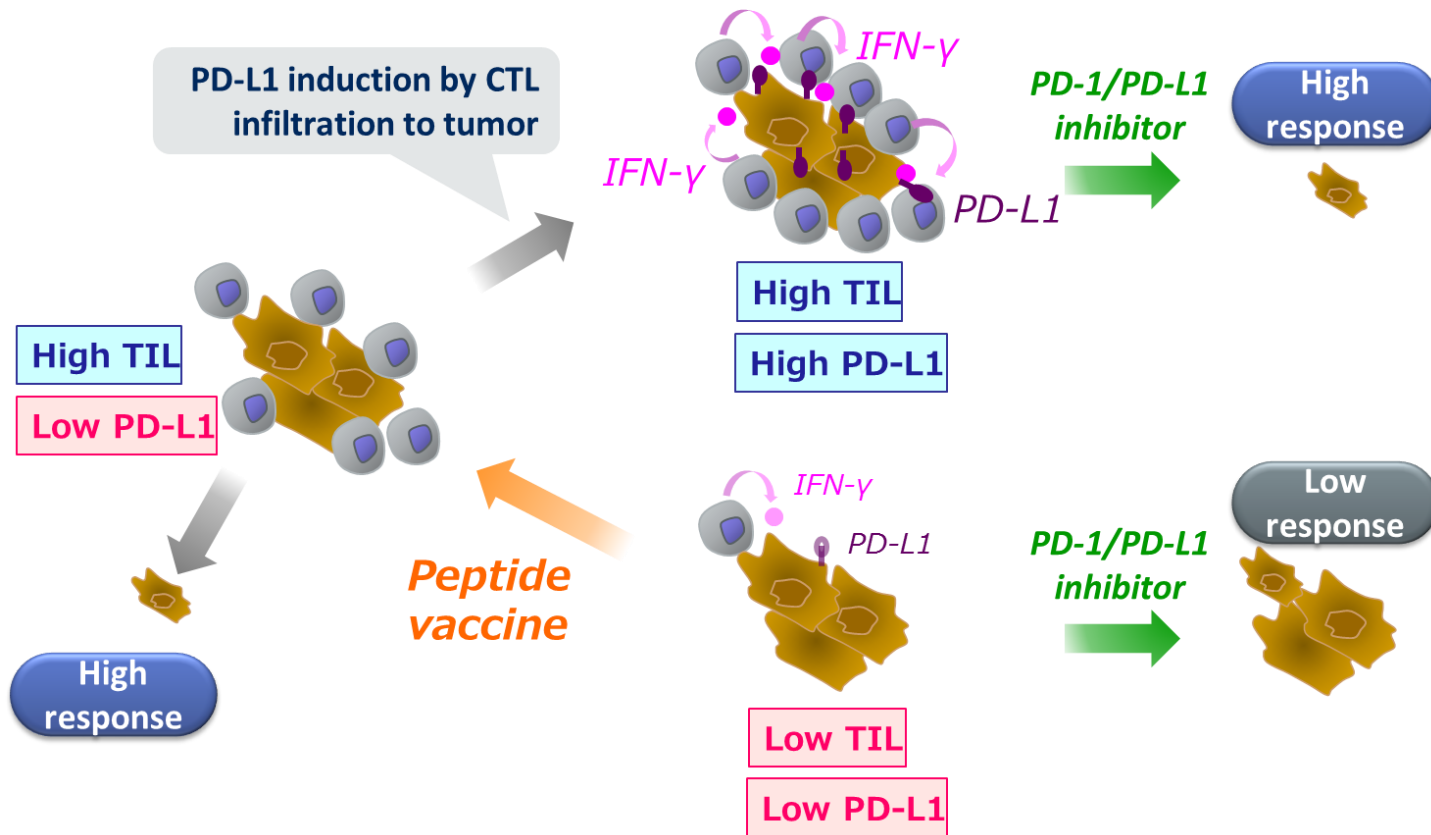 PD-L1 induction by CTL
infiltration to tumor
IFN-γ
IFN-γ
PD-L1
PD-1/PD-L1
inhibitor
High
response
High TIL
High PD-L1
High TIL
Low PD-L1
High
response
Peptide
vaccine
IFN-γ
PD-L1
Low TIL
Low PD-L1
PD-1/PD-L1
inhibitor
Low
response